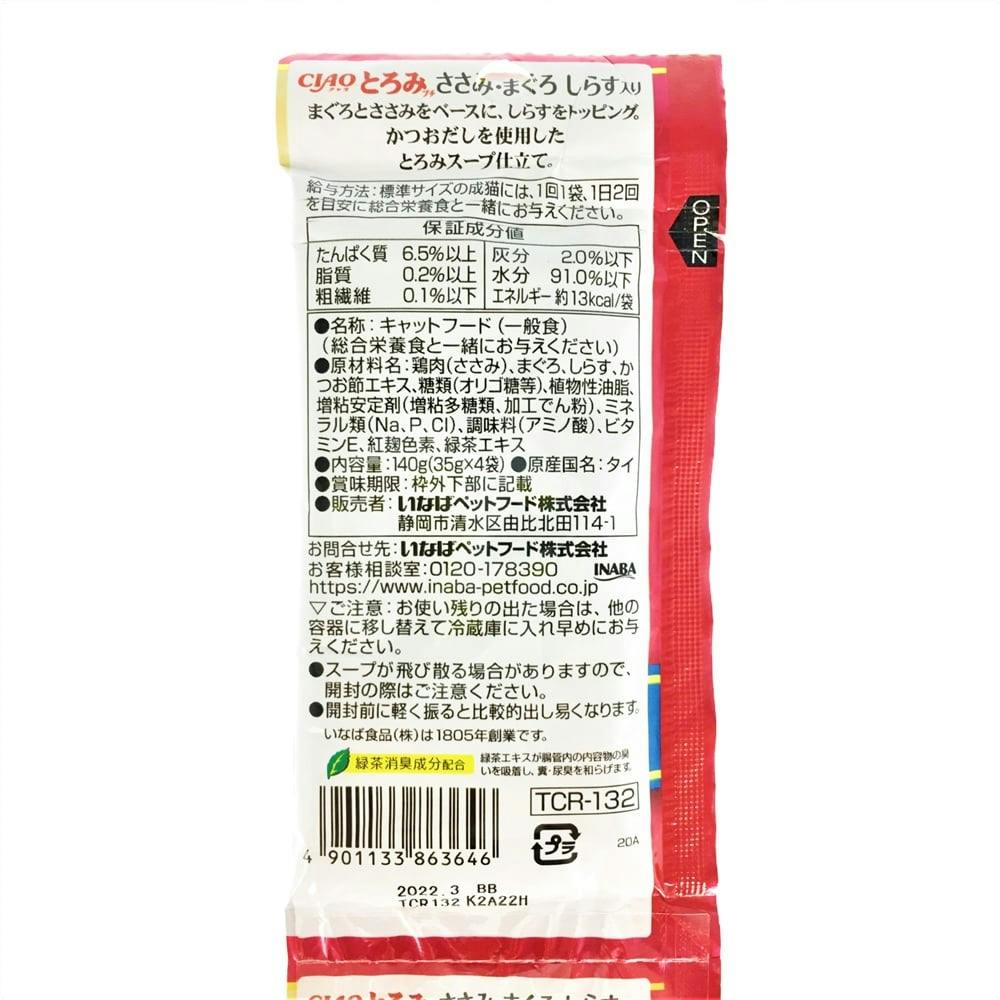 CIAO とろみ プチ ささみ・まぐろ しらす入り
チャオ
まぐろとささみをベースに、しらすをトッピング。
かつおだしを使用した
とろみスープ仕立て。
給与方法:標準サイズの成猫には、1回1袋、1日2回
を目安に総合栄養食と一緒にお与えください。
保証成分値
たんぱく質 6.5%以上 灰分 2.0%以下
脂質 0.2%以上 水分 91.0%以下
粗繊維 0.1%以下 エネルギー 約13kcal/袋
●名称:キャットフード(一般食)
(総合栄養食と一緒にお与えください)
●原材料名:鶏肉(ささみ)、まぐろ、しらす、か
つお節エキス、糖類(オリゴ糖等)、植物性油脂、
増粘安定剤(増粘多糖類、加工でん粉)、ミネ
ラル類(Na、P、Cl)、調味料(アミノ酸)、ビタ
ミンE、紅麹色素、緑茶エキス
●内容量:140g(35g×4袋) ●原産国名:タイ
●賞味期限:枠外下部に記載
●販売者:いなばペットフード株式会社
静岡市清水区由比北田114-1
お問合せ先:いなばペットフード株式会社
お客様相談室:0120-178390 INABA
https://www.inaba-petfood.co.jp
▽ご注意:お使い残りの出た場合は、他の
容器に移し替えて冷蔵庫に入れ早めにお与
えください。
●スープが飛び散る場合がありますので、
開封の際はご注意ください。
●開封前に軽く振ると比較的出し易くなります。
いなば食品(株)は1805年創業です。
緑茶消臭成分配合 緑茶エキスが腸管内の内容物の臭
いを吸着し、糞・尿臭を和らげます。
TCR-132
プラ
20A
4 901133 863646
2022.3 BB
TCR132 K2A22H
OPEN
CIAO とろみ ささみ・まぐろ しらす